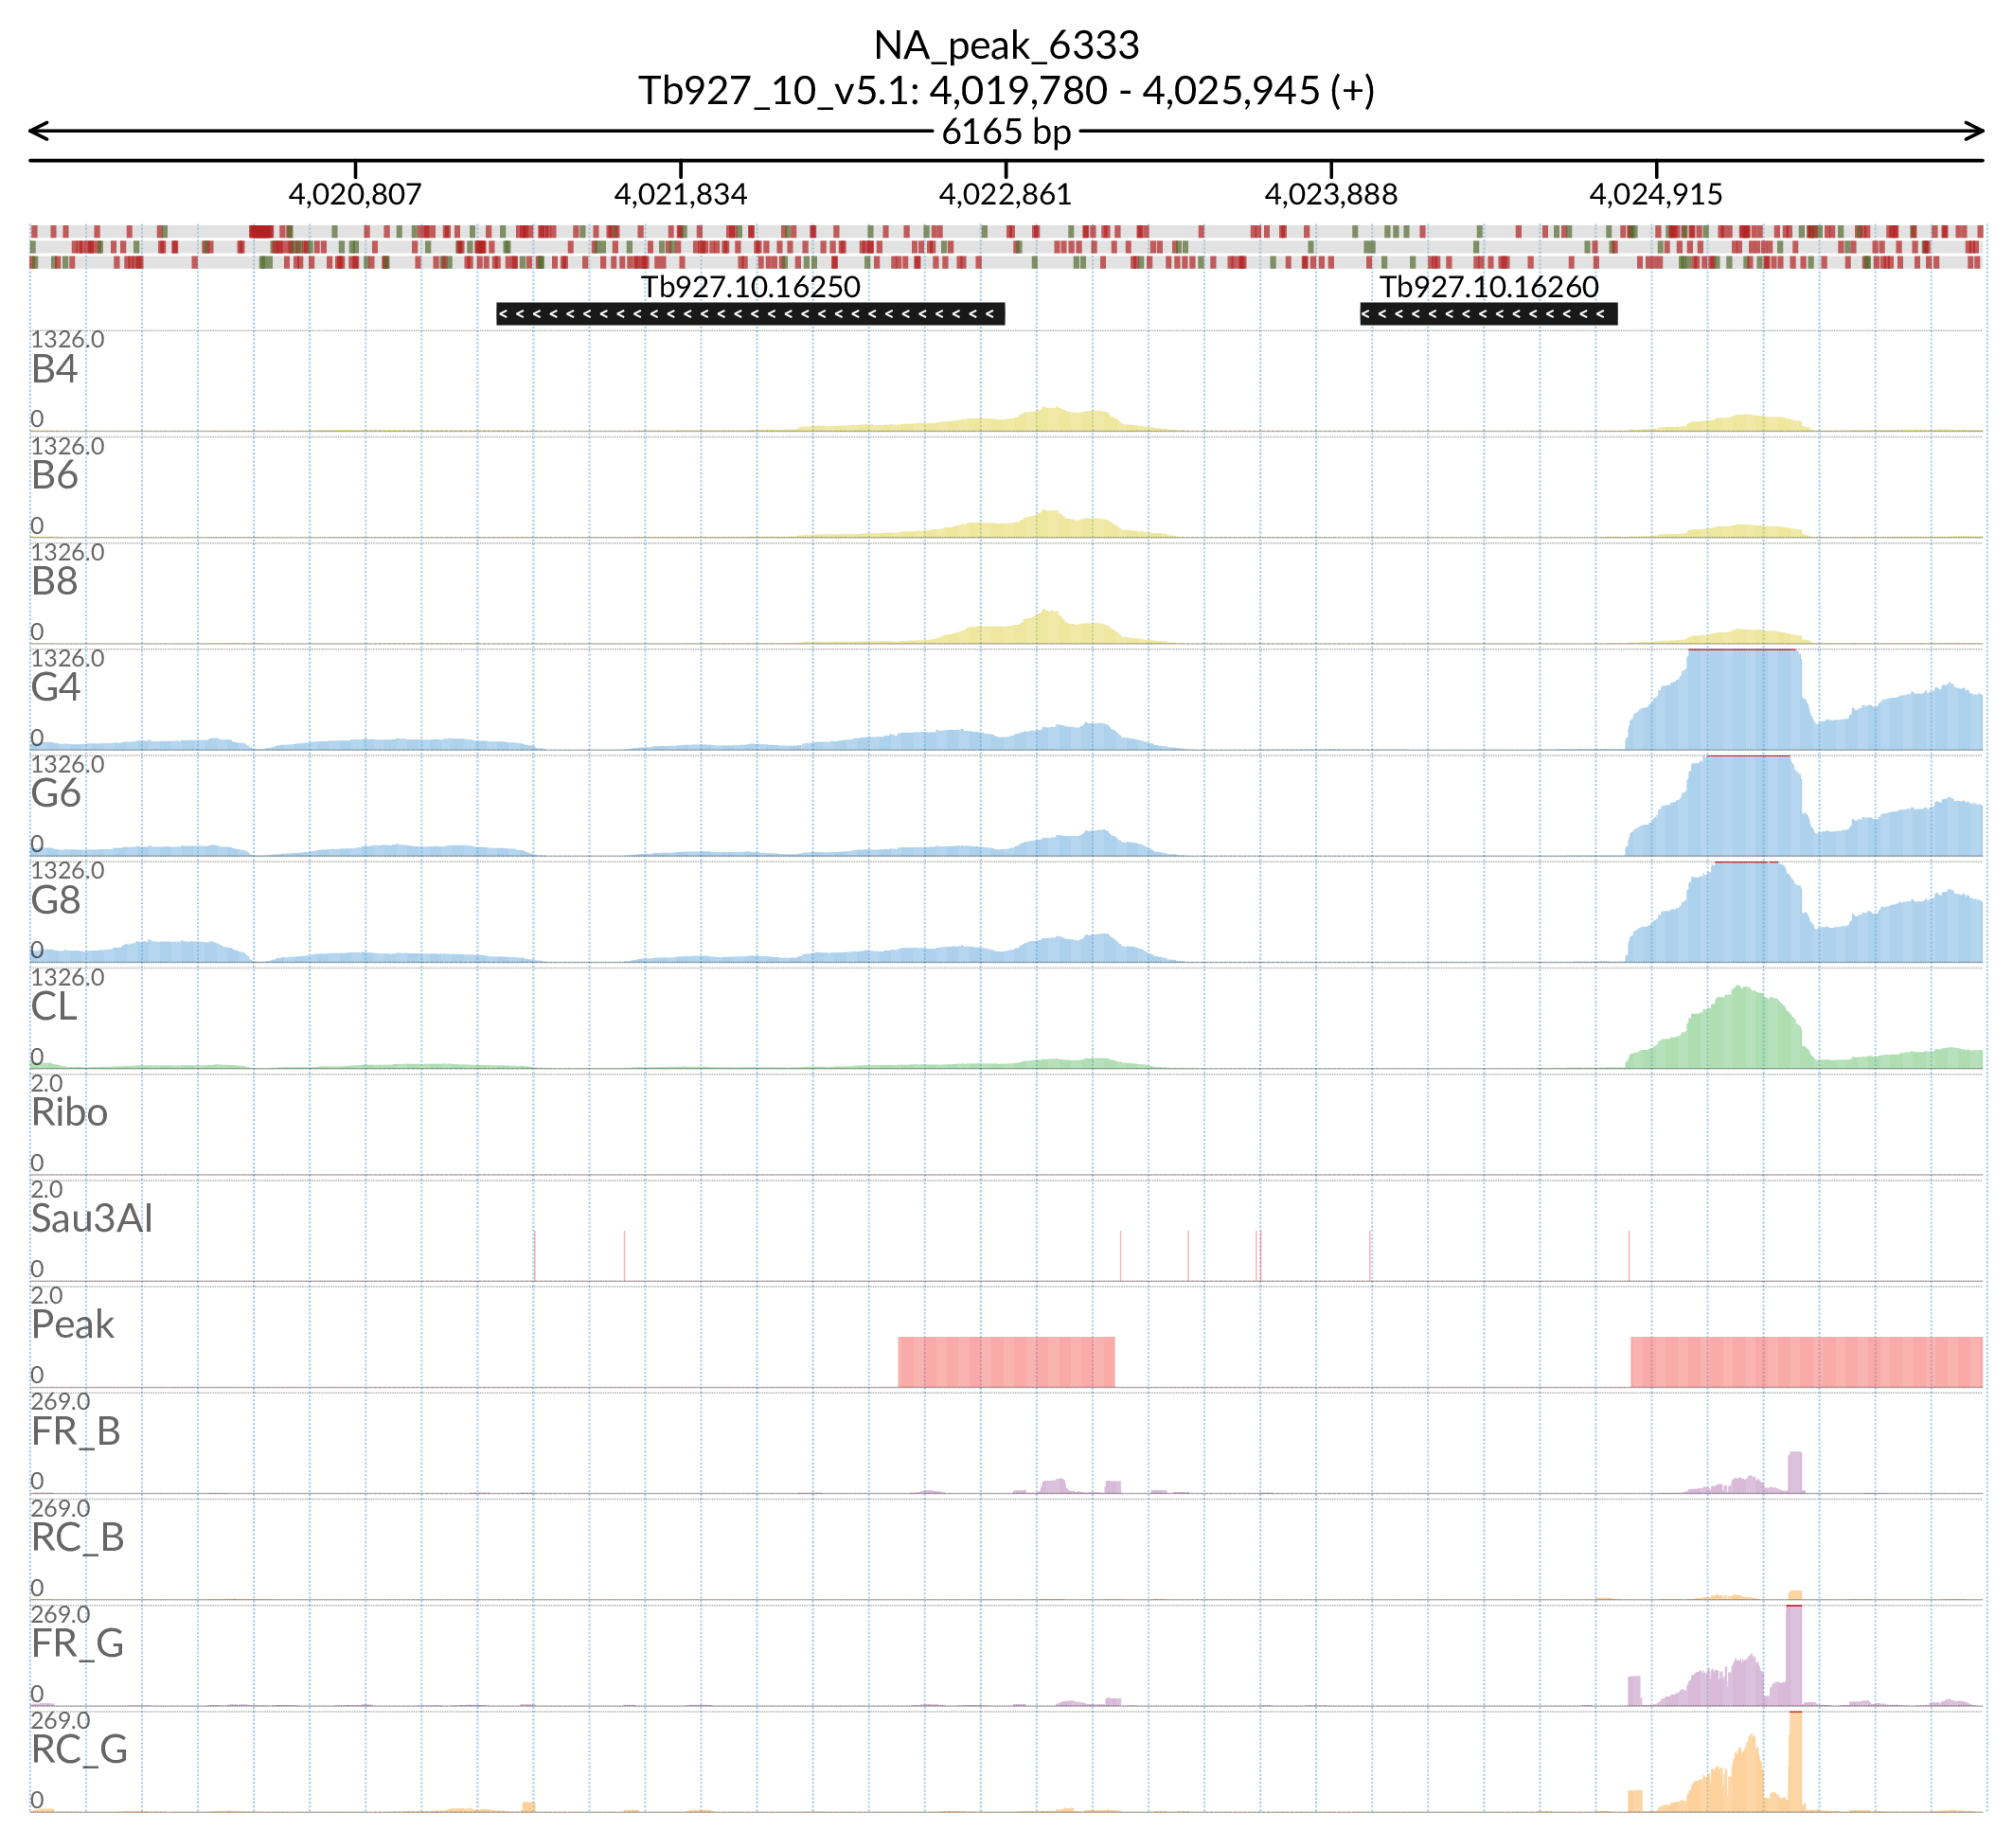 NA_peak_6333
Tb927_10_v5.1: 4,019,780 - 4,025,945 (+)
6165 bp
4,020,807 4,021,834 4,022,861 4,023,888 4,024,915
Tb927.10.16250 Tb927.10.16260
1326.0
B4
0
1326.0
B6
0
1326.0
B8
0
1326.0
G4
0
1326.0
G6
0
1326.0
G8
0
1326.0
CL
0
2.0
Ribo
0
2.0
Sau3AI
0
2.0
Peak
0
269.0
FR_B
0
269.0
RC_B
0
269.0
FR_G
0
269.0
RC_G
0